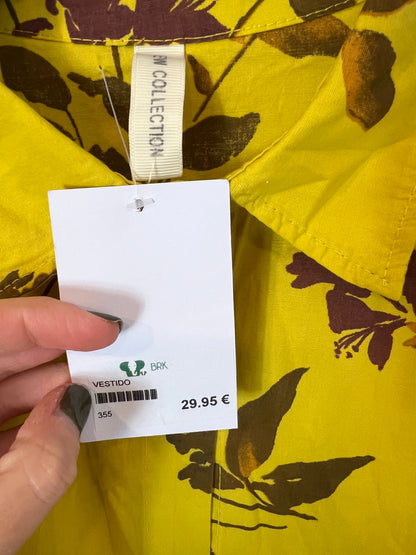 COLLECTION
BRK
VESTIDO
355
29.95 €